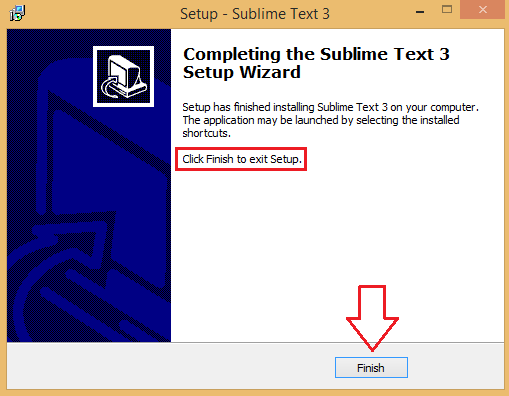 Setup - Sublime Text 3
Completing the Sublime Text 3
Setup Wizard
Setup has finished installing Sublime Text 3 on your computer.
The application may be launched by selecting the installed
shortcuts.
Click Finish to exit Setup.
Finish